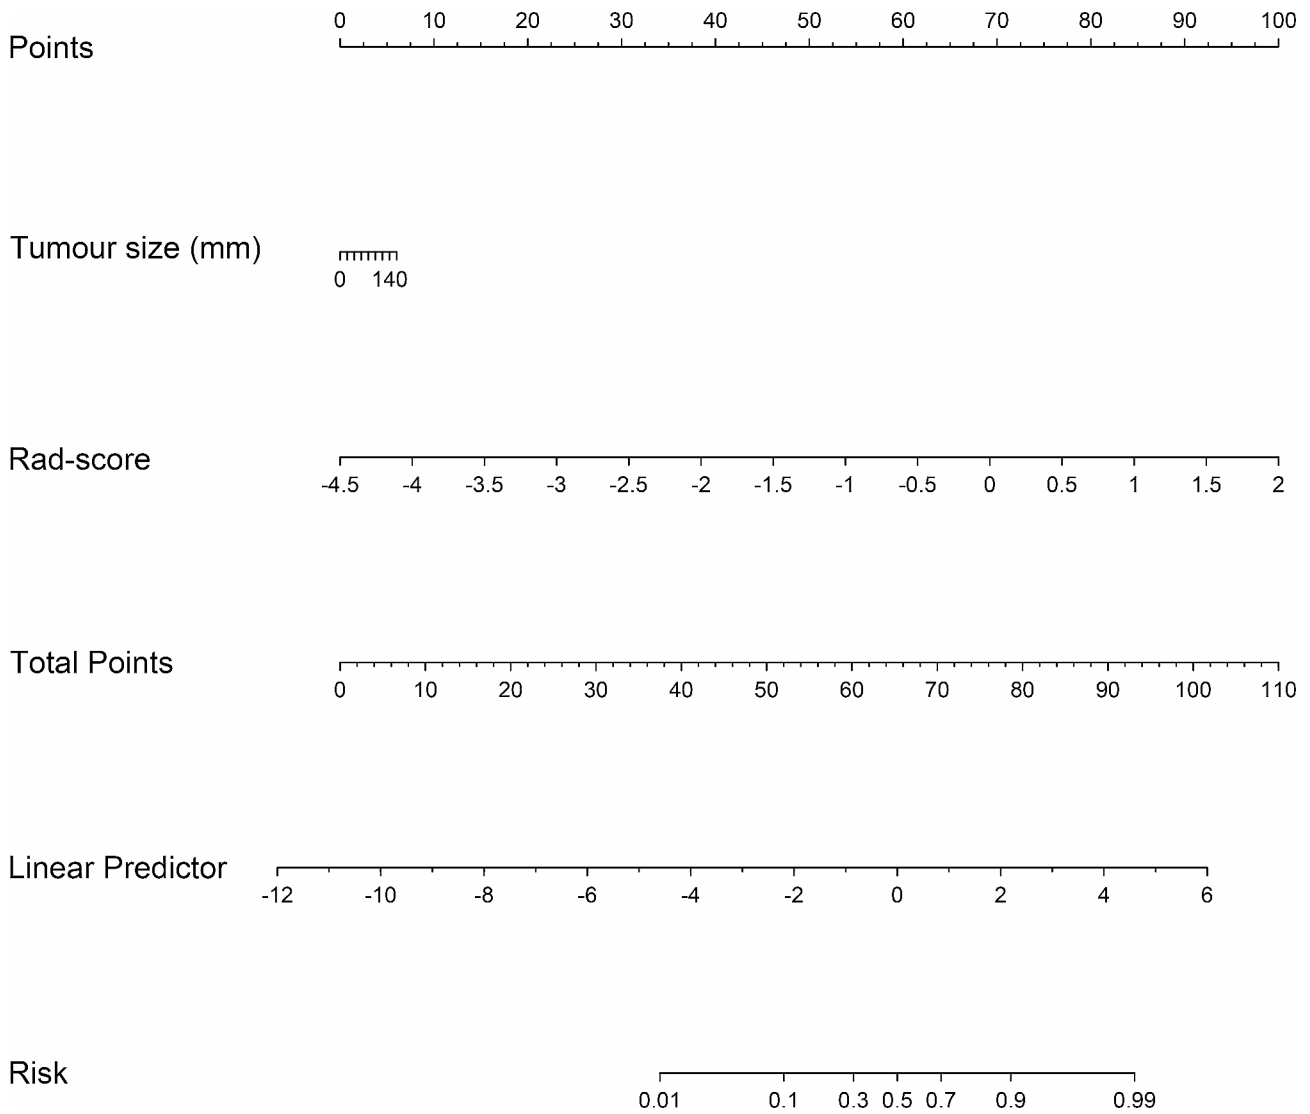 0 10 20 30 40 50 60 70 80 90 100
Points
Tumour size (mm)
0 140
Rad-score
-4.5 -4 -3.5 -3 -2.5 -2 -1.5 -1 -0.5 0 0.5 1 1.5 2
Total Points
0 10 20 30 40 50 60 70 80 90 100 110
Linear Predictor
-12 -10 -8 -6 -4 -2 0 2 4 6
Risk
0.01 0.1 0.3 0.5 0.7 0.9 0.99